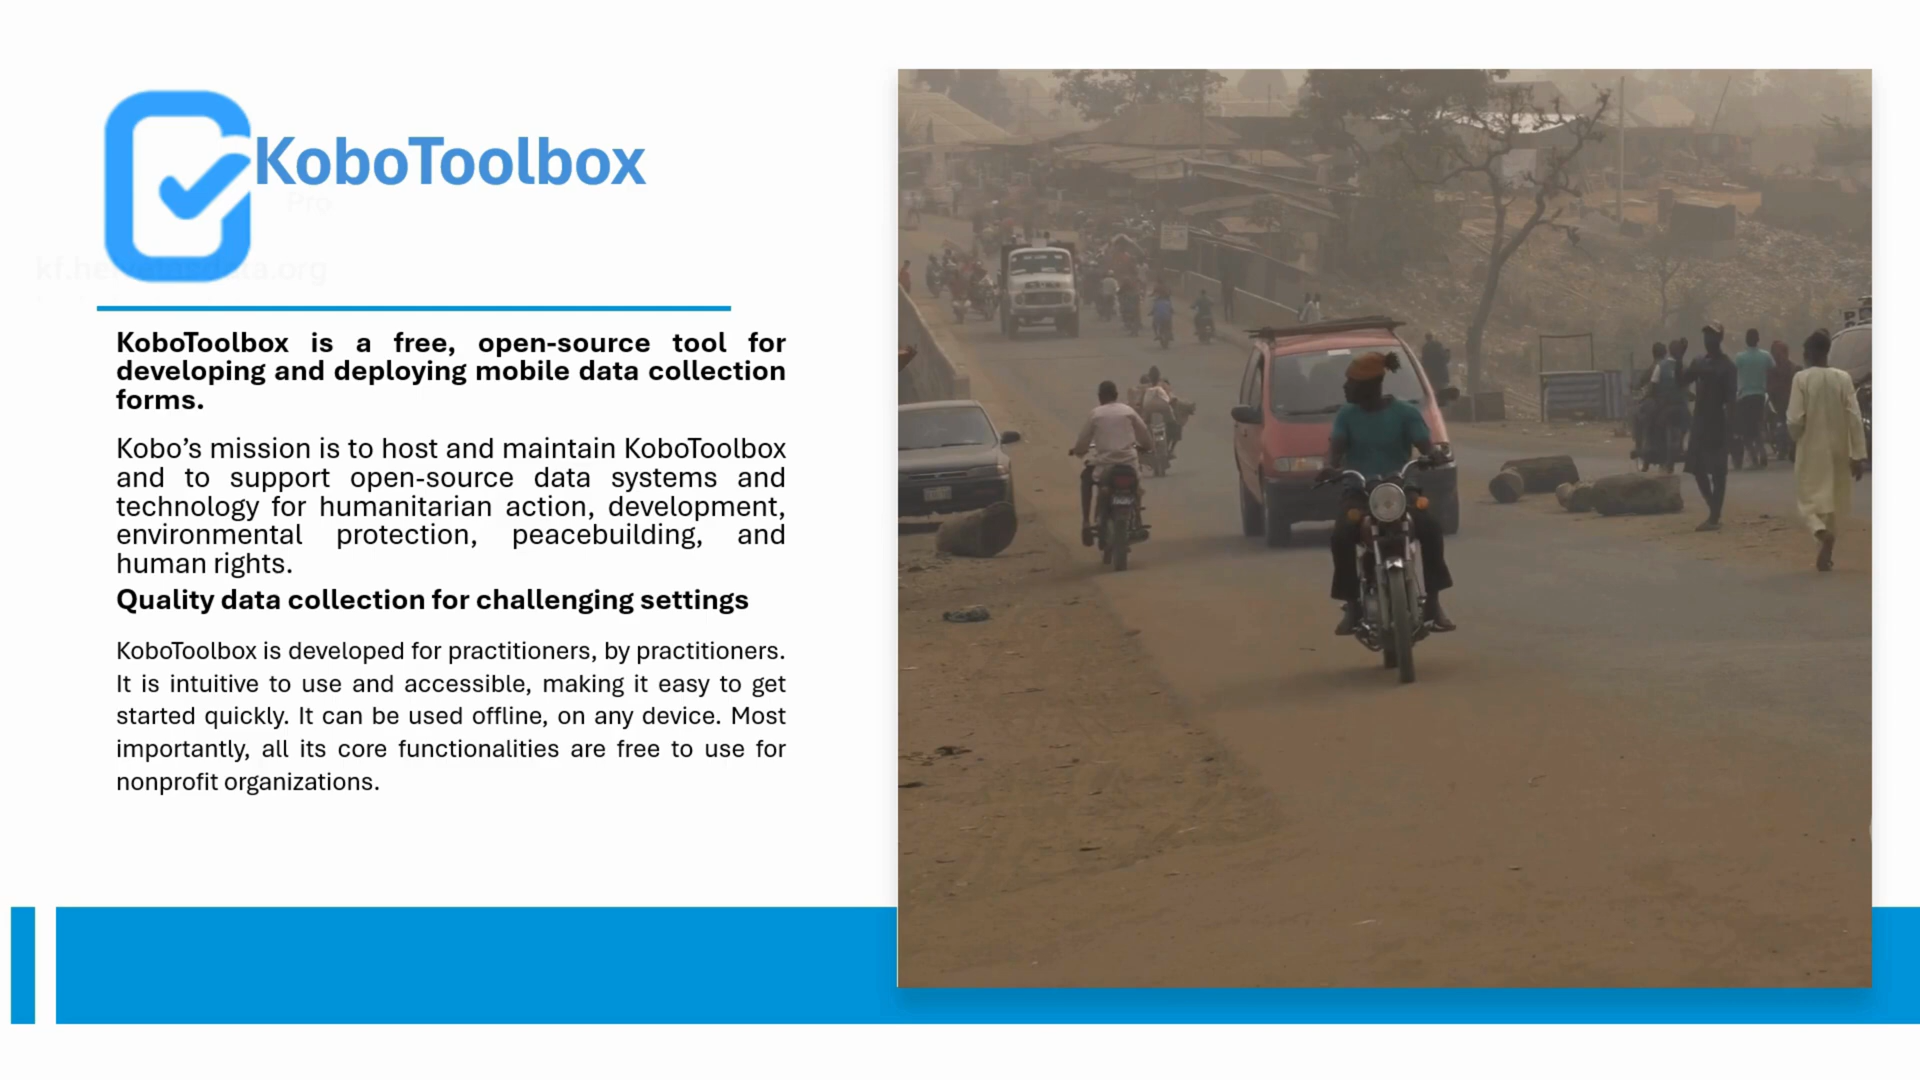 KoboToolbox
Pro
KoboToolbox is a free, open-source tool for
developing and deploying mobile data collection
forms.
Kobo’s mission is to host and maintain KoboToolbox
and to support open-source data systems and
technology for humanitarian action, development,
environmental protection, peacebuilding, and
human rights.
Quality data collection for challenging settings
KoboToolbox is developed for practitioners, by practitioners.
It is intuitive to use and accessible, making it easy to get
started quickly. It can be used offline, on any device. Most
importantly, all its core functionalities are free to use for
nonprofit organizations.